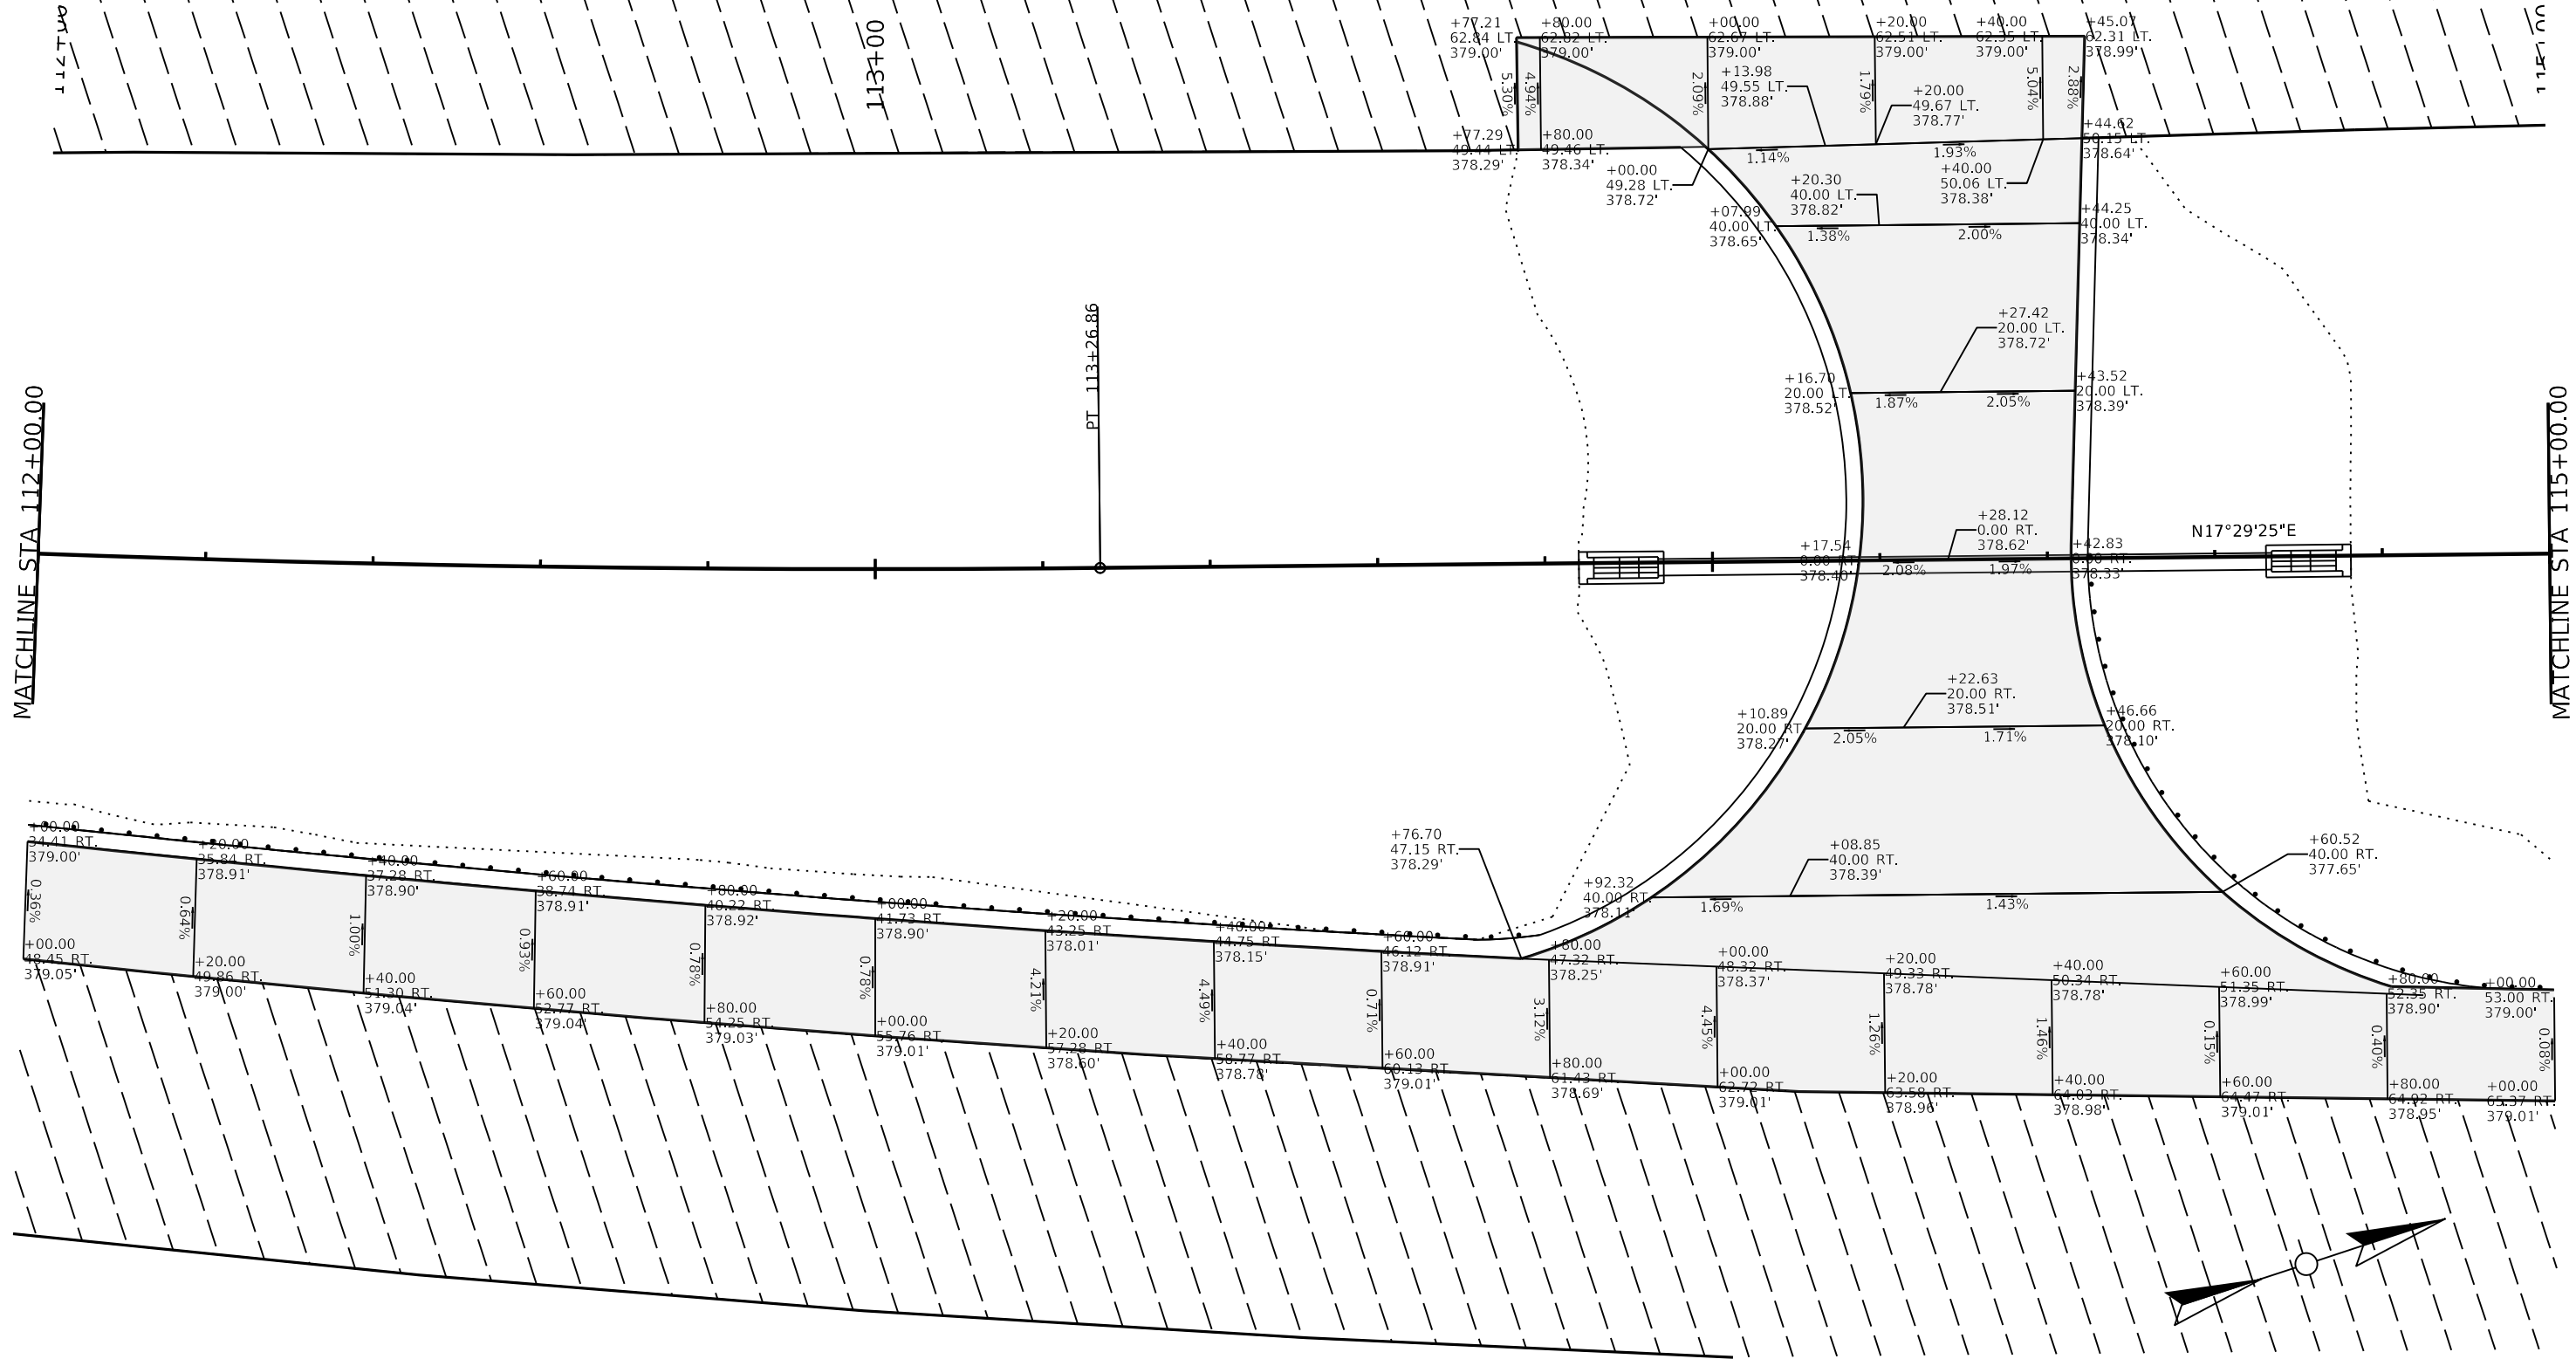 113+00
+77.21
62.84 LT.
379.00'
+80.00
62.82 LT.
379.00'
+00.00
62.67 LT.
379.00'
+20.00
62.51 LT.
379.00'
+40.00
62.35 LT.
379.00'
+45.07
62.31 LT.
378.99'
5.30%
4.94%
2.09%
1.79%
5.04%
2.88%
+13.98
49.55 LT.
378.88'
+20.00
49.67 LT.
378.77'
+77.29
49.44 LT.
378.29'
+80.00
49.46 LT.
378.34'
+44.62
50.15 LT.
378.64'
1.14%
1.93%
+00.00
49.28 LT.
378.72'
+20.30
40.00 LT.
378.82'
+40.00
50.06 LT.
378.38'
+07.99
40.00 LT.
378.65'
+44.25
40.00 LT.
378.34'
1.38%
2.00%
PT 113+26.86
+27.42
20.00 LT.
378.72'
+16.70
20.00 LT.
378.52'
+43.52
20.00 LT.
378.39'
1.87%
2.05%
MATCHLINE STA 112+00.00
MATCHLINE STA 115+00.00
N17°29'25"E
+28.12
0.00 RT.
378.62'
+17.54
0.00 RT.
378.40'
+42.83
0.00 RT.
378.33'
2.08%
1.97%
+22.63
20.00 RT.
378.51'
+10.89
20.00 RT.
378.27'
+46.66
20.00 RT.
378.10'
2.05%
1.71%
+76.70
47.15 RT.
378.29'
+08.85
40.00 RT.
378.39'
+60.52
40.00 RT.
377.65'
+92.32
40.00 RT.
378.11'
1.69%
1.43%
+00.00
34.41 RT.
379.00'
+20.00
35.84 RT.
378.91'
+40.00
37.28 RT.
378.90'
+60.00
38.74 RT.
378.91'
+80.00
40.22 RT.
378.92'
+00.00
41.73 RT.
378.90'
+20.00
43.25 RT.
378.01'
+40.00
44.75 RT.
378.15'
+60.00
46.12 RT.
378.91'
+80.00
47.32 RT.
378.25'
+00.00
48.32 RT.
378.37'
+20.00
49.33 RT.
378.78'
+40.00
50.34 RT.
378.78'
+60.00
51.35 RT.
378.99'
+80.00
52.35 RT.
378.90'
+00.00
53.00 RT.
379.00'
0.36%
0.64%
1.00%
0.93%
0.78%
0.78%
4.21%
4.49%
0.71%
3.12%
4.45%
1.26%
1.46%
0.15%
0.40%
0.08%
+00.00
48.45 RT.
379.05'
+20.00
49.86 RT.
379.00'
+40.00
51.30 RT.
379.04'
+60.00
52.77 RT.
379.04'
+80.00
54.25 RT.
379.03'
+00.00
55.76 RT.
379.01'
+20.00
57.28 RT.
378.60'
+40.00
58.77 RT.
378.78'
+60.00
60.13 RT.
379.01'
+80.00
61.43 RT.
378.69'
+00.00
62.72 RT.
379.01'
+20.00
63.58 RT.
378.96'
+40.00
64.03 RT.
378.98'
+60.00
64.47 RT.
379.01'
+80.00
64.92 RT.
378.95'
+00.00
65.37 RT.
379.01'